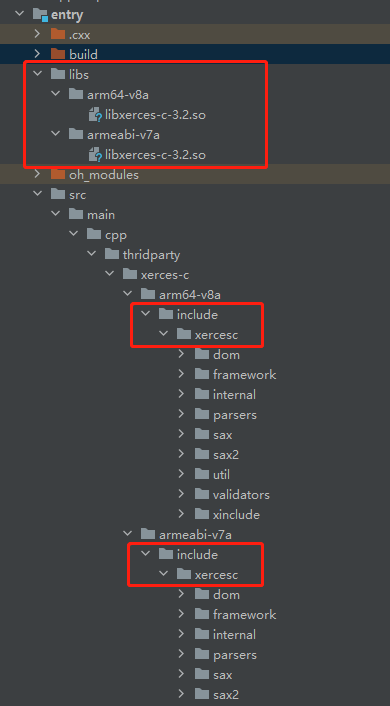 entry
.cxx
build
libs
arm64-v8a
libxerces-c-3.2.so
armeabi-v7a
libxerces-c-3.2.so
oh_modules
src
main
cpp
thridparty
xerces-c
arm64-v8a
include
xercesc
dom
framework
internal
parsers
sax
sax2
util
validators
xinclude
armeabi-v7a
include
xercesc
dom
framework
internal
parsers
sax
sax2